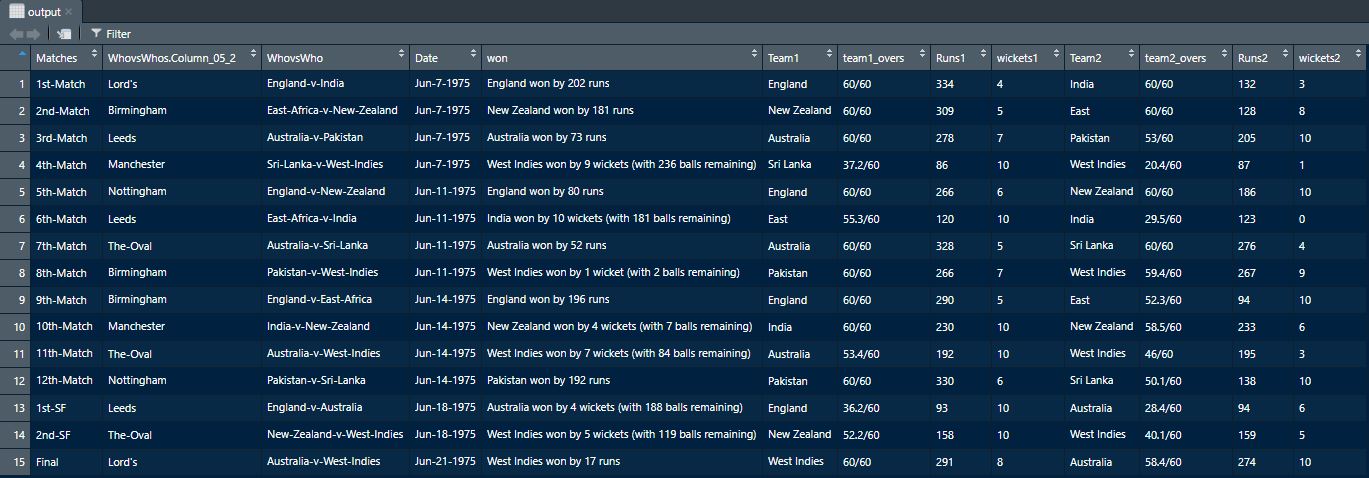 output ×
Filter
Matches WhovsWhos.Column_05_2 WhovsWho Date won Team1 team1_overs Runs1 wickets1 Team2 team2_overs Runs2 wickets2
1 1st-Match Lord's England-v-India Jun-7-1975 England won by 202 runs England 60/60 334 4 India 60/60 132 3
2 2nd-Match Birmingham East-Africa-v-New-Zealand Jun-7-1975 New Zealand won by 181 runs New Zealand 60/60 309 5 East 60/60 128 8
3 3rd-Match Leeds Australia-v-Pakistan Jun-7-1975 Australia won by 73 runs Australia 60/60 278 7 Pakistan 53/60 205 10
4 4th-Match Manchester Sri-Lanka-v-West-Indies Jun-7-1975 West Indies won by 9 wickets (with 236 balls remaining) Sri Lanka 37.2/60 86 10 West Indies 20.4/60 87 1
5 5th-Match Nottingham England-v-New-Zealand Jun-11-1975 England won by 80 runs England 60/60 266 6 New Zealand 60/60 186 10
6 6th-Match Leeds East-Africa-v-India Jun-11-1975 India won by 10 wickets (with 181 balls remaining) East 55.3/60 120 10 India 29.5/60 123 0
7 7th-Match The-Oval Australia-v-Sri-Lanka Jun-11-1975 Australia won by 52 runs Australia 60/60 328 5 Sri Lanka 60/60 276 4
8 8th-Match Birmingham Pakistan-v-West-Indies Jun-11-1975 West Indies won by 1 wicket (with 2 balls remaining) Pakistan 60/60 266 7 West Indies 59.4/60 267 9
9 9th-Match Birmingham England-v-East-Africa Jun-14-1975 England won by 196 runs England 60/60 290 5 East 52.3/60 94 10
10 10th-Match Manchester India-v-New-Zealand Jun-14-1975 New Zealand won by 4 wickets (with 7 balls remaining) India 60/60 230 10 New Zealand 58.5/60 233 6
11 11th-Match The-Oval Australia-v-West-Indies Jun-14-1975 West Indies won by 7 wickets (with 84 balls remaining) Australia 53.4/60 192 10 West Indies 46/60 195 3
12 12th-Match Nottingham Pakistan-v-Sri-Lanka Jun-14-1975 Pakistan won by 192 runs Pakistan 60/60 330 6 Sri Lanka 50.1/60 138 10
13 1st-SF Leeds England-v-Australia Jun-18-1975 Australia won by 4 wickets (with 188 balls remaining) England 36.2/60 93 10 Australia 28.4/60 94 6
14 2nd-SF The-Oval New-Zealand-v-West-Indies Jun-18-1975 West Indies won by 5 wickets (with 119 balls remaining) New Zealand 52.2/60 158 10 West Indies 40.1/60 159 5
15 Final Lord's Australia-v-West-Indies Jun-21-1975 West Indies won by 17 runs West Indies 60/60 291 8 Australia 58.4/60 274 10